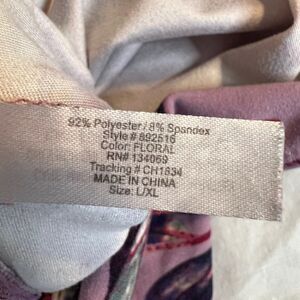 92% Polyester / 8% Spandex
Style # 892516
Color: FLORAL
RN# 134069
Tracking # CH1834
MADE IN CHINA
Size: L/XL